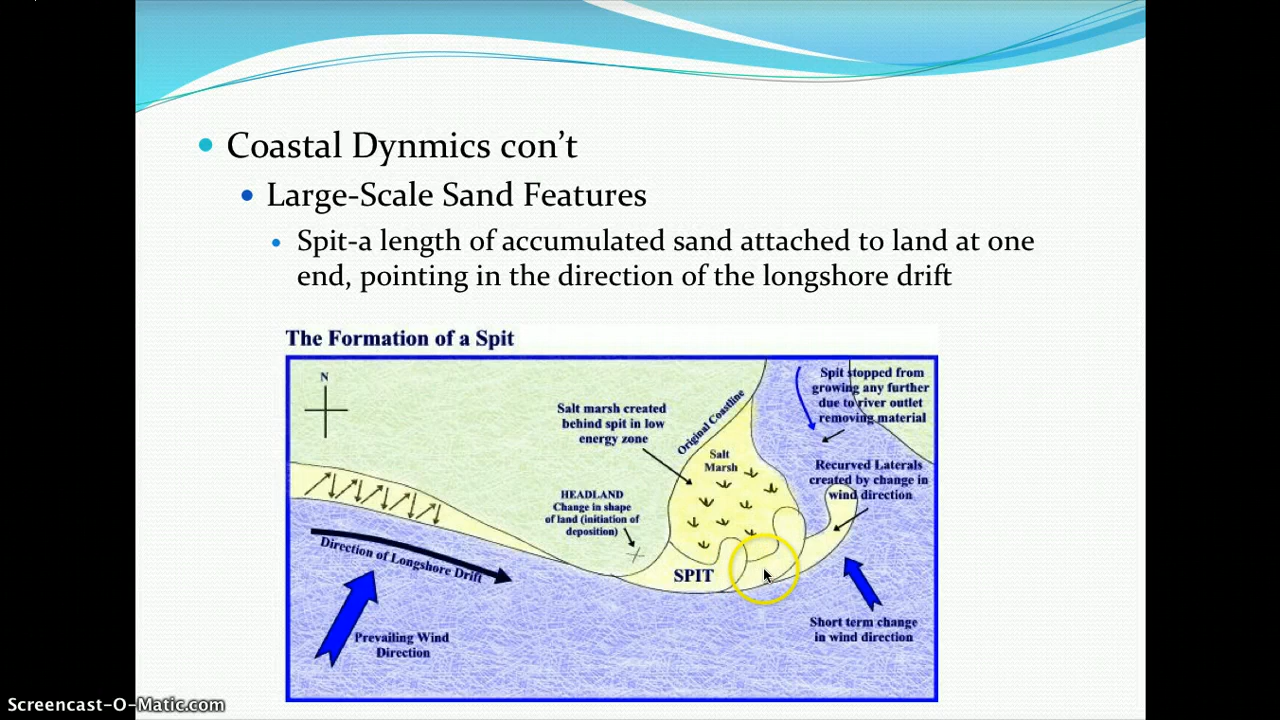 Coastal Dynmics con't
Large-Scale Sand Features
Spit-a length of accumulated sand attached to land at one
end, pointing in the direction of the longshore drift
The Formation of a Spit
N
Salt marsh created
behind spit in low
energy zone
Original Coastline
Spit stopped from
growing any further
due to river outlet
removing material
Salt
Marsh
Recurved Laterals
created by change in
wind direction
HEADLAND
Change in shape
of land (initiation of
deposition)
Direction of Longshore Drift
SPIT
Prevailing Wind
Direction
Short term change
in wind direction
Screencast-O-Matic.com